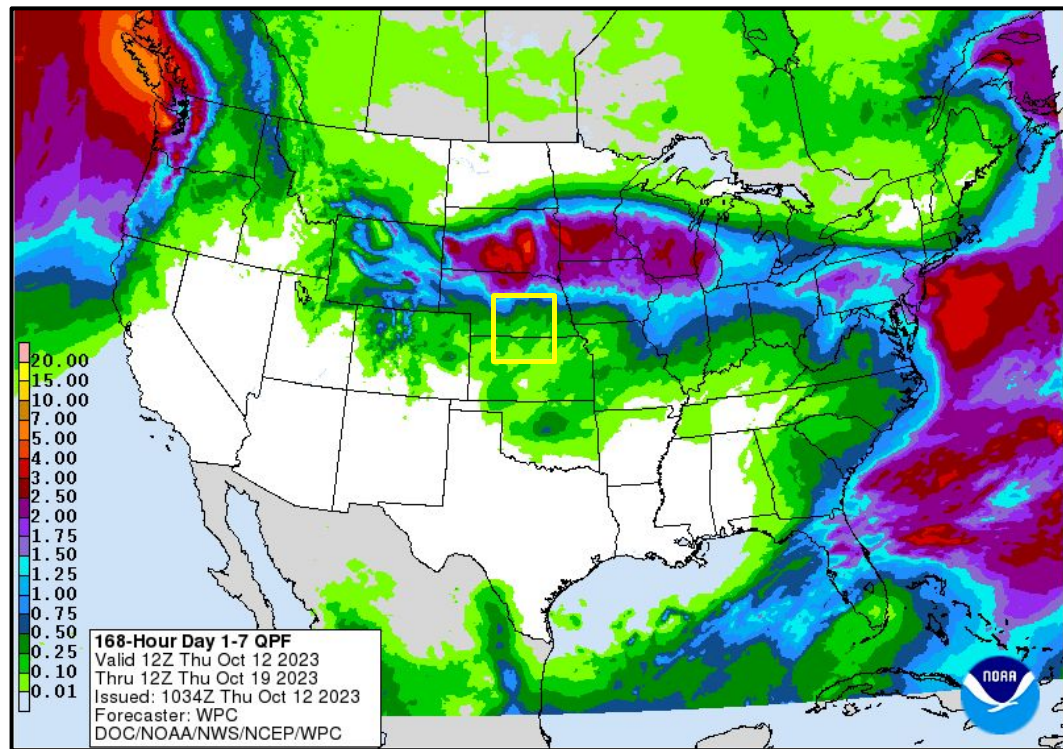 20.00
15.00
10.00
7.00
5.00
4.00
3.00
2.50
2.00
1.75
1.50
1.25
1.00
0.75
0.50
0.25
0.10
0.01
168-Hour Day 1-7 QPF
Valid 12Z Thu Oct 12 2023
Thru 12Z Thu Oct 19 2023
Issued: 1034Z Thu Oct 12 2023
Forecaster: WPC
DOC/NOAA/NWS/NCEP/WPC
NOAA